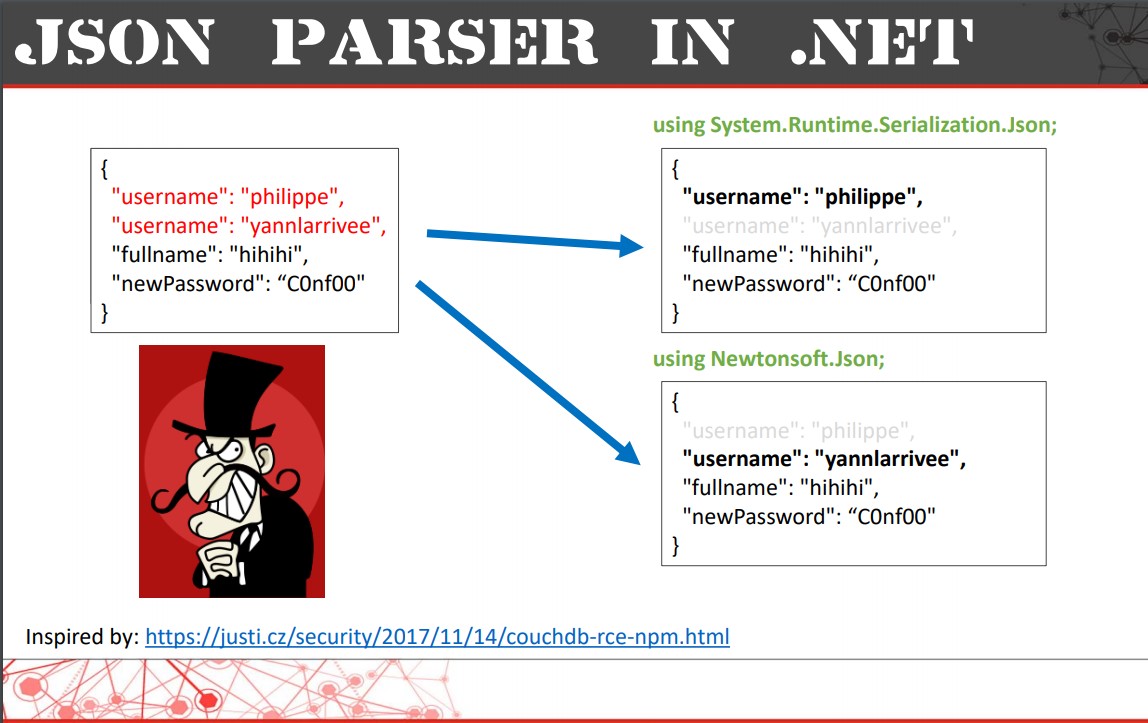 JSON PARSER IN .NET
{
"username": "philippe",
"username": "yannlarrivee",
"fullname": "hihihi",
"newPassword": “C0nf00"
}
using System.Runtime.Serialization.Json;
{
"username": "philippe",
"username": "yannlarrivee",
"fullname": "hihihi",
"newPassword": “C0nf00"
}
using Newtonsoft.Json;
{
"username": "philippe",
"username": "yannlarrivee",
"fullname": "hihihi",
"newPassword": “C0nf00"
}
Inspired by: https://justi.cz/security/2017/11/14/couchdb-rce-npm.html